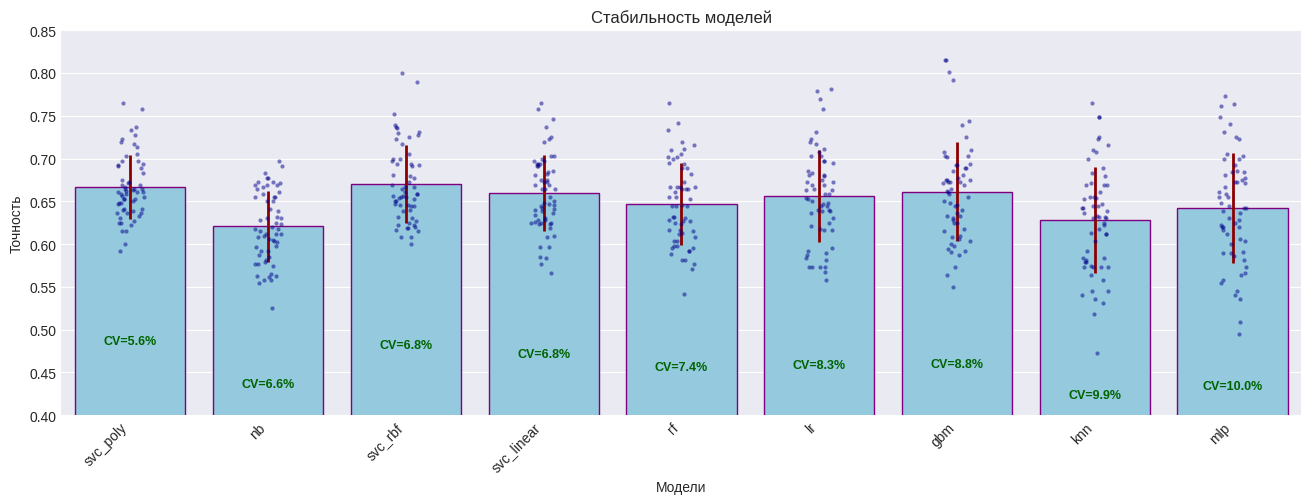 Стабильность моделей
Точность
0.85
0.80
0.75
0.70
0.65
0.60
0.55
0.50
0.45
0.40
CV=5.6%
CV=6.6%
CV=6.8%
CV=6.8%
CV=7.4%
CV=8.3%
CV=8.8%
CV=9.9%
CV=10.0%
svc_poly
nb
svc_rbf
svc_linear
rf
lr
gbm
knn
mlp
Модели